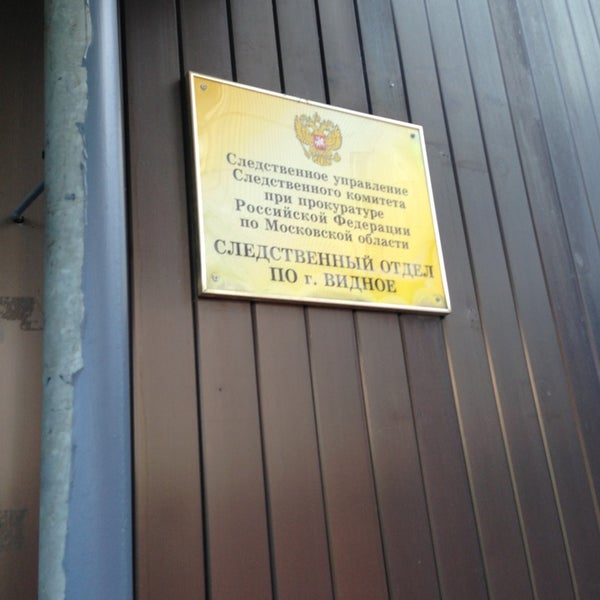 Следственное управление
Следственного комитета
при прокуратуре
Российской Федерации
по Московской области
СЛЕДСТВЕННЫЙ ОТДЕЛ
ПО г. ВИДНОЕ